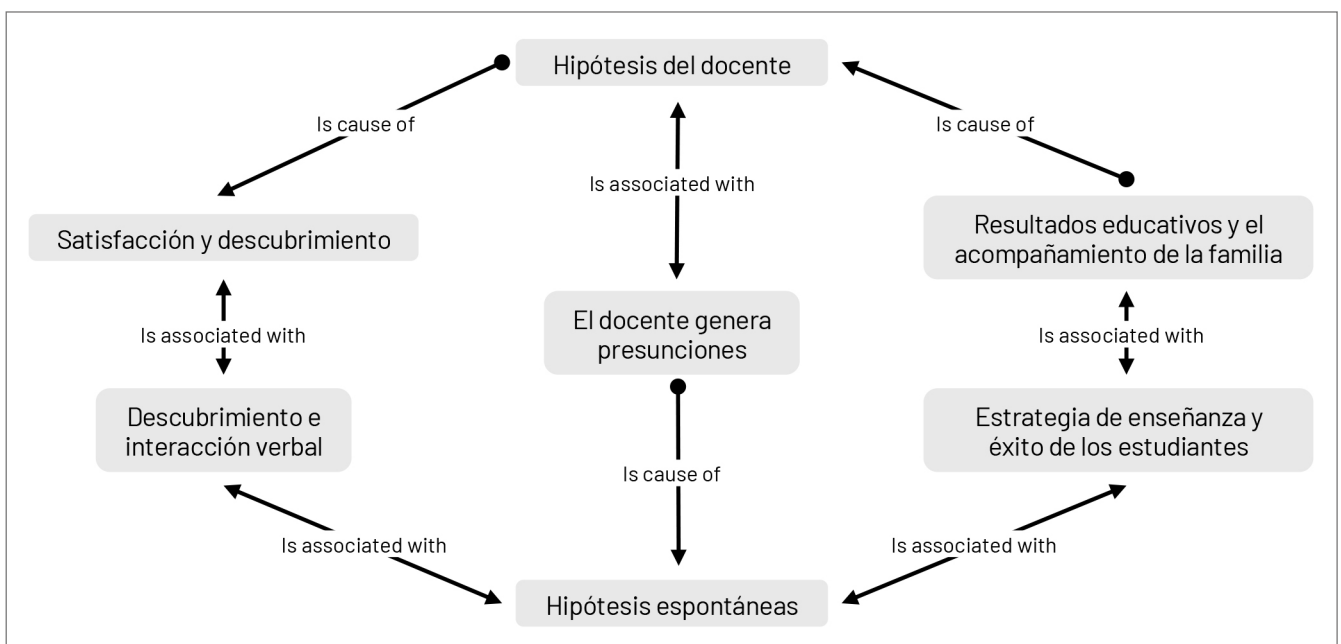 Hipótesis del docente
Is cause of
Is cause of
Is associated with
Satisfacción y descubrimiento
Resultados educativos y el
acompañamiento de la familia
El docente genera
presunciones
Is associated with
Is associated with
Descubrimiento e
interacción verbal
Estrategia de enseñanza y
éxito de los estudiantes
Is cause of
Is associated with
Is associated with
Hipótesis espontáneas